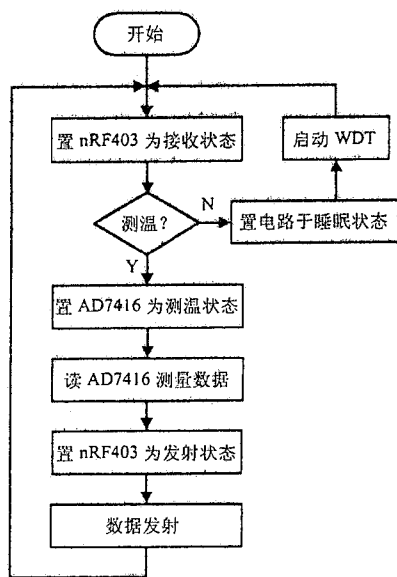 开始
置 nRF403 为接收状态
启动 WDT
测温?
N
置电路于睡眠状态
Y
置 AD7416 为测温状态
读 AD7416 测量数据
置 nRF403 为发射状态
数据发射